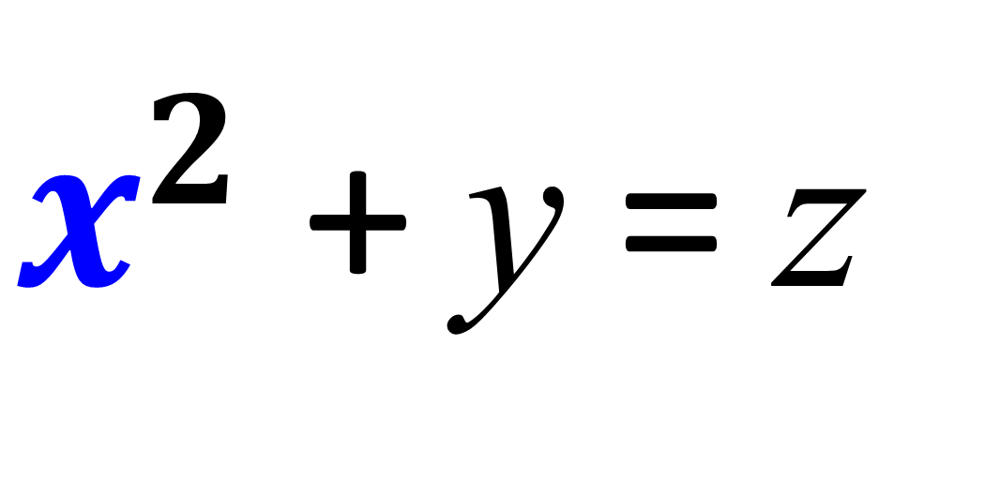 x² + y = z